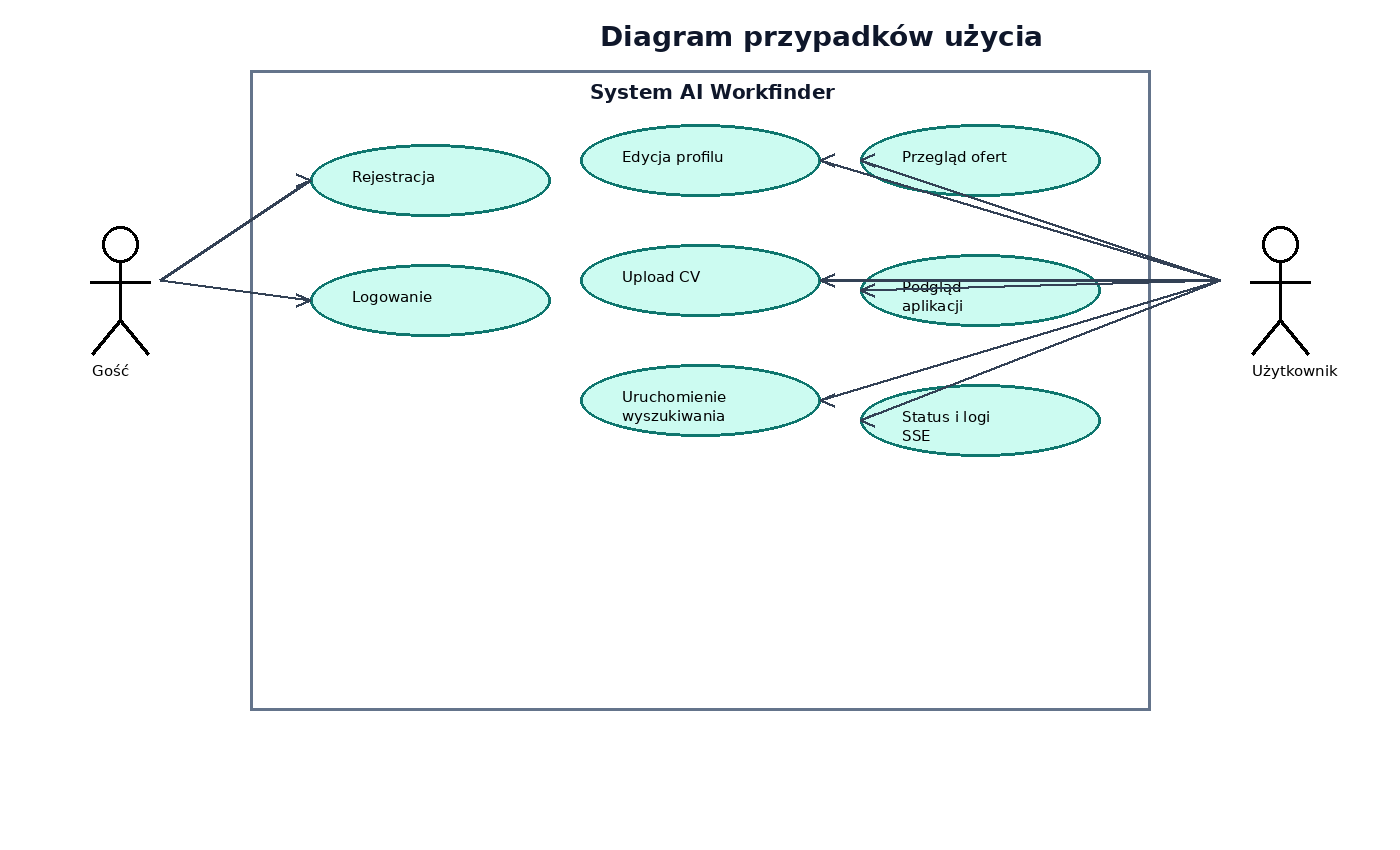 Diagram przypadków użycia
System AI Workfinder
Edycja profilu
Przegląd ofert
Rejestracja
Upload CV
Podgląd
aplikacji
Logowanie
Gość
Użytkownik
Uruchomienie
wyszukiwania
Status i logi
SSE